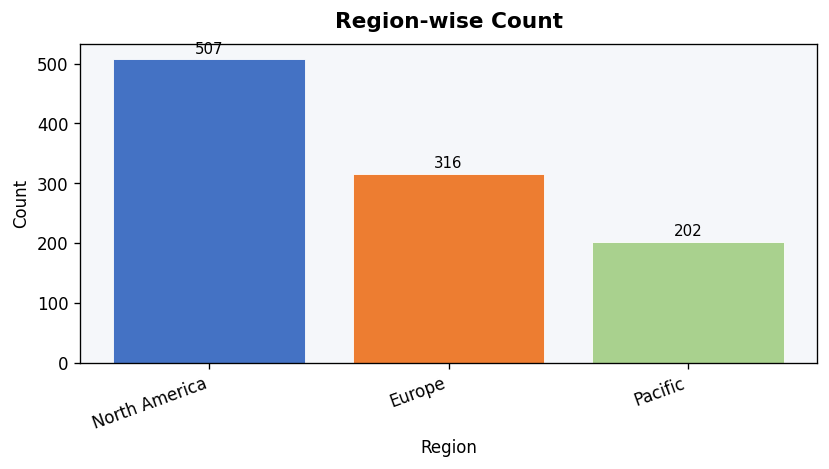 Region-wise Count
507
316
202
500
400
300
200
100
0
Count
North America
Europe
Pacific
Region